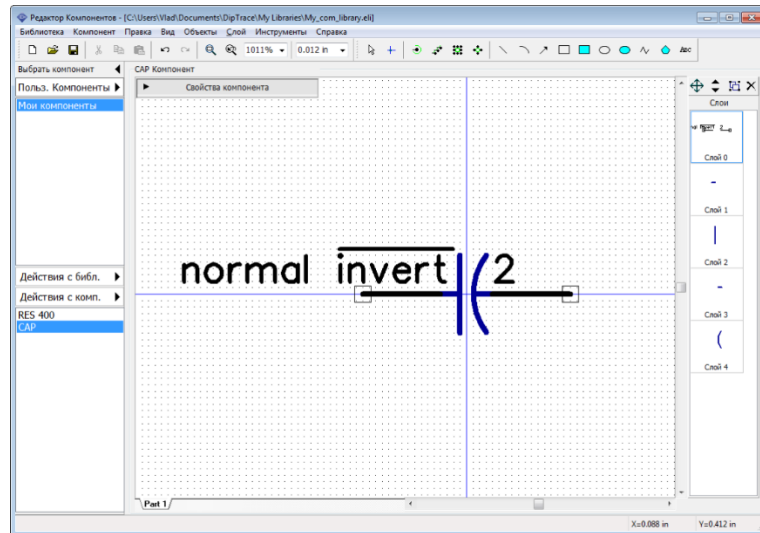 Редактор Компонентов - [C:\Users\Vlad\Documents\DipTrace\My Libraries\My_com_library.eli]
Библиотека Компонент Правка Вид Объекты Слой Инструменты Справка
1011% 0.012 in ABC
Выбрать компонент CAP Компонент
Польз. Компоненты Свойства компонента
Слои
Мои компоненты
Слой 0
Слой 1
Слой 2
normal invert 2
Действия с библ.
Действия с комп.
Слой 3
RES 400
CAP
Слой 4
Part 1
X=0.088 in Y=0.412 in